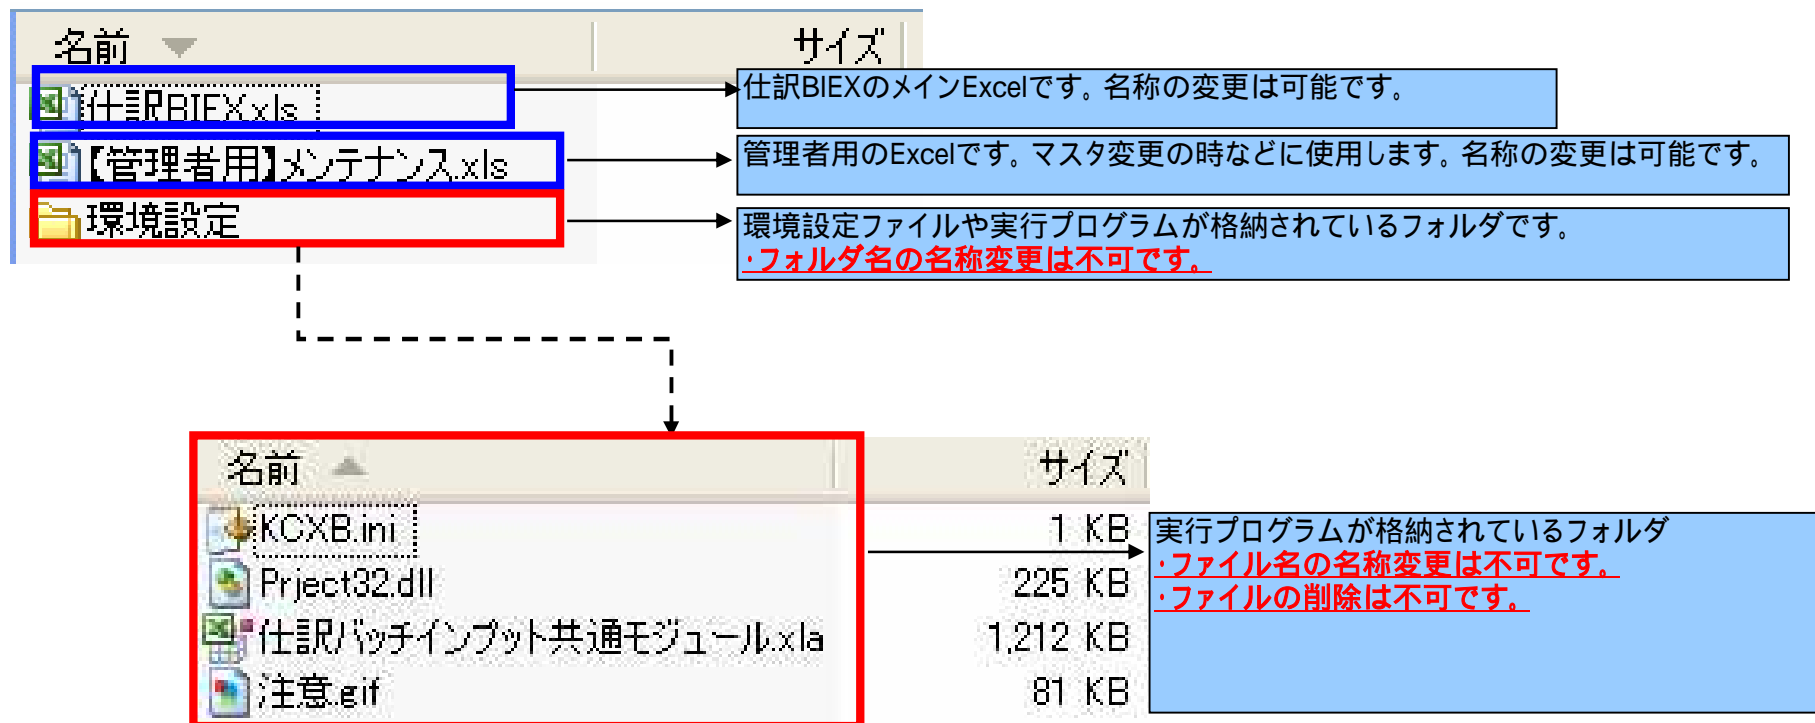 名前 サイズ
仕訳BIEX.xls
仕訳BIEXのメインExcelです。名称の変更は可能です。
【管理者用】メンテナンス.xls
管理者用のExcelです。マスタ変更の時などに使用します。名称の変更は可能です。
環境設定
環境設定ファイルや実行プログラムが格納されているフォルダです。
・フォルダ名の名称変更は不可です。
名前 サイズ
KCXB.ini 1 KB
Prject32.dll 225 KB
仕訳バッチインプット共通モジュール.xla 1,212 KB
注意.gif 81 KB
実行プログラムが格納されているフォルダ
・ファイル名の名称変更は不可です。
・ファイルの削除は不可です。